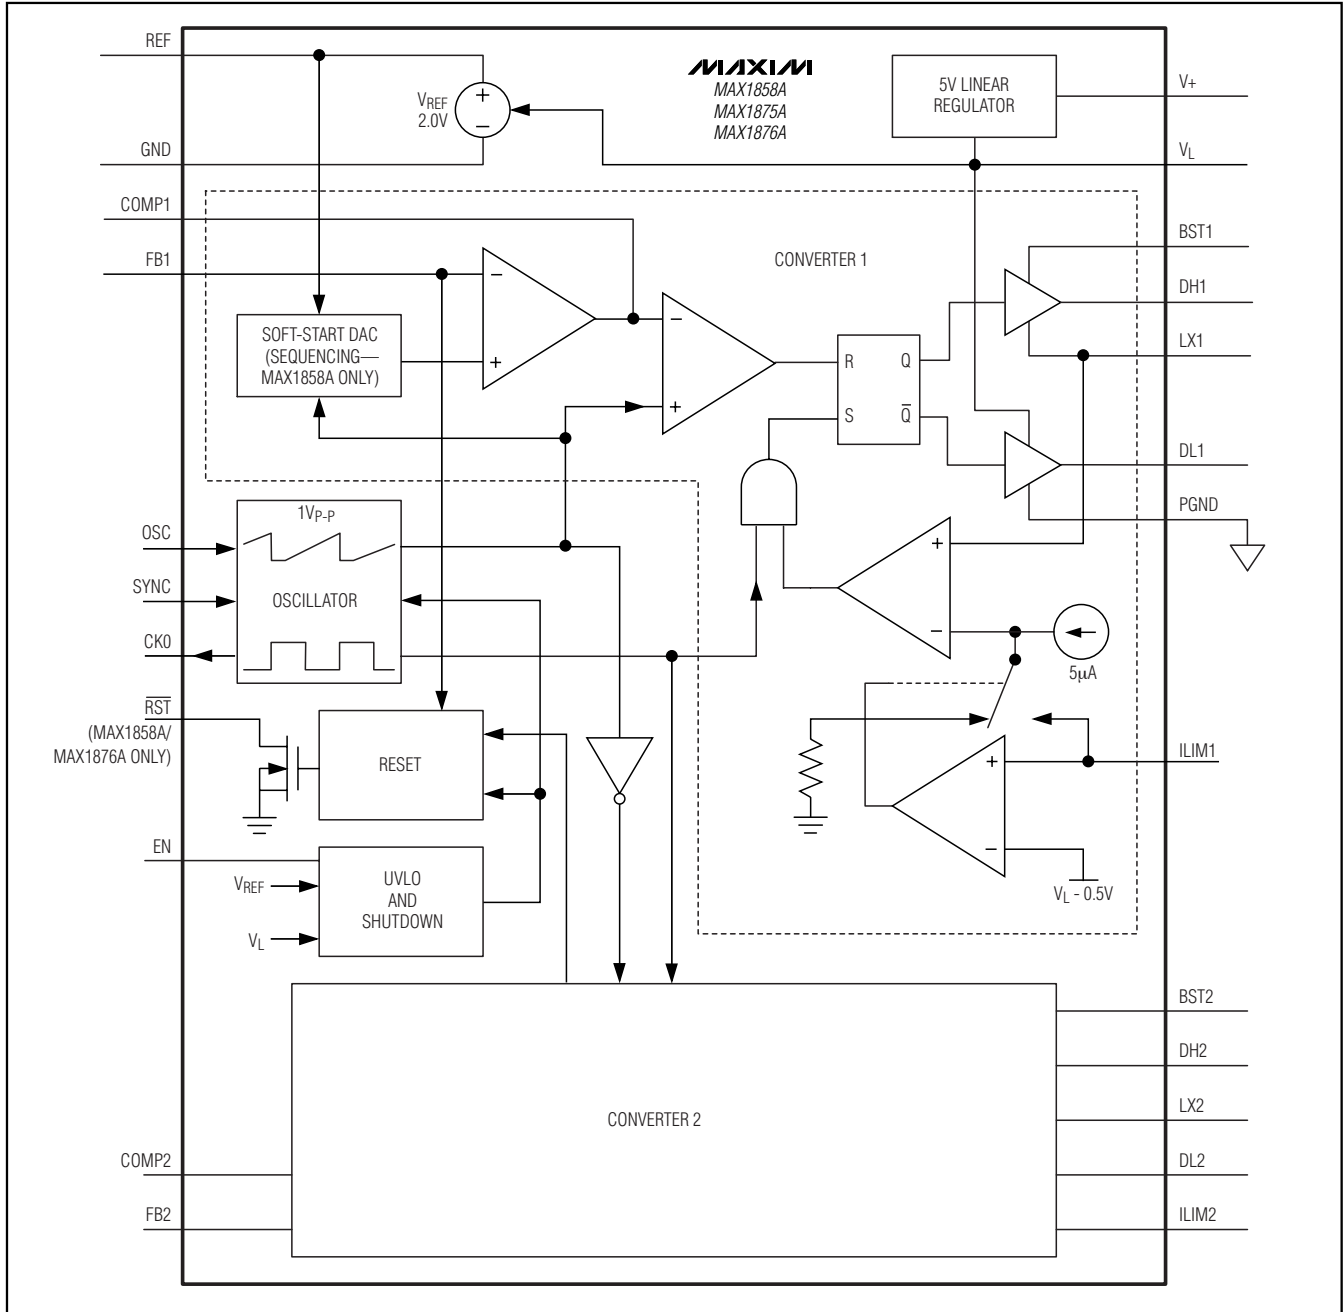 REF
VREF
2.0V
+
−
MAXIM
MAX1858A
MAX1875A
MAX1876A
5V LINEAR
REGULATOR
V+
GND
VL
COMP1
FB1
CONVERTER 1
BST1
DH1
LX1
SOFT-START DAC
(SEQUENCING—
MAX1858A ONLY)
−
+
−
+
R
Q
S
Q̅
DL1
PGND
OSC
1VP-P
SYNC
OSCILLATOR
CK0
+
−
5µA
R̅S̅T̅
(MAX1858A/
MAX1876A ONLY)
RESET
ILIM1
+
−
VL - 0.5V
EN
VREF
VL
UVLO
AND
SHUTDOWN
CONVERTER 2
BST2
DH2
LX2
COMP2
DL2
FB2
ILIM2